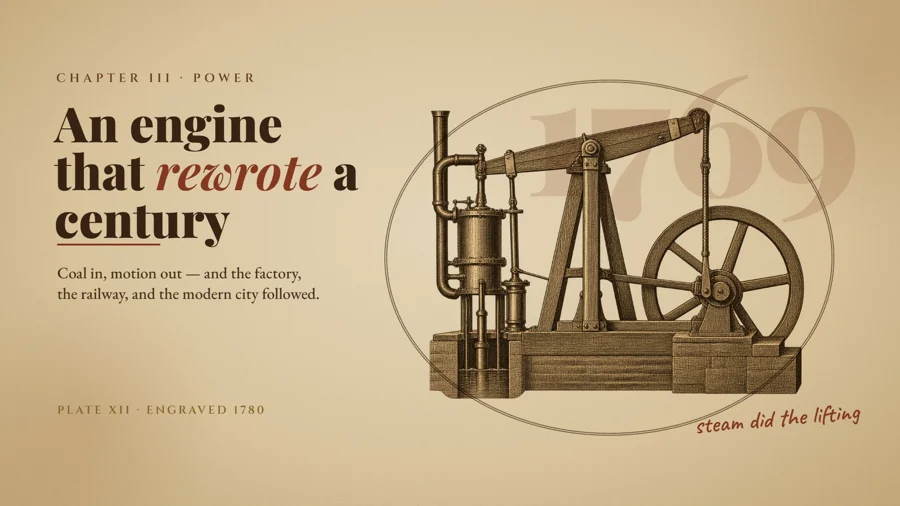 CHAPTER III · POWER
An engine
that rewrote a
century
Coal in, motion out — and the factory,
the railway, and the modern city followed.
PLATE XII · ENGRAVED 1780
1769
steam did the lifting